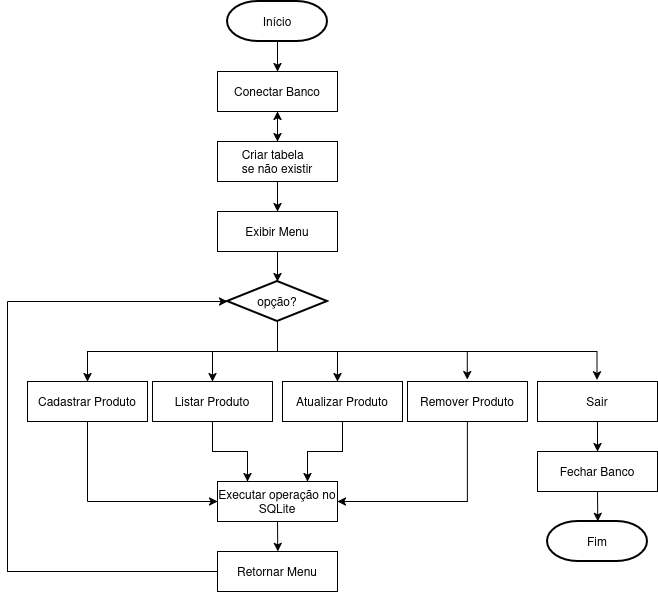 Início
Conectar Banco
Criar tabela
se não existir
Exibir Menu
opção?
Cadastrar Produto
Listar Produto
Atualizar Produto
Remover Produto
Sair
Executar operação no
SQLite
Fechar Banco
Retornar Menu
Fim